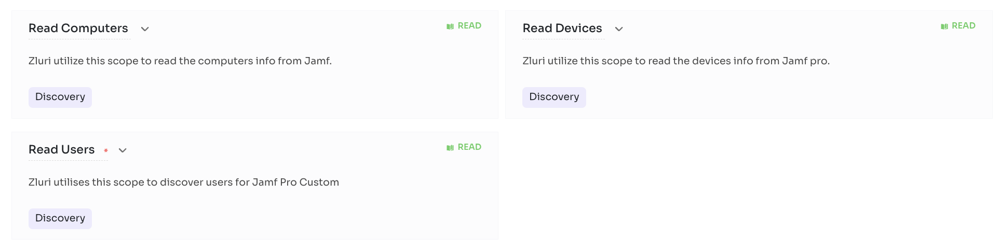 Read Computers
READ
Zluri utilize this scope to read the computers info from Jamf.
Discovery
Read Devices
READ
Zluri utilize this scope to read the devices info from Jamf pro.
Discovery
Read Users *
READ
Zluri utilises this scope to discover users for Jamf Pro Custom
Discovery